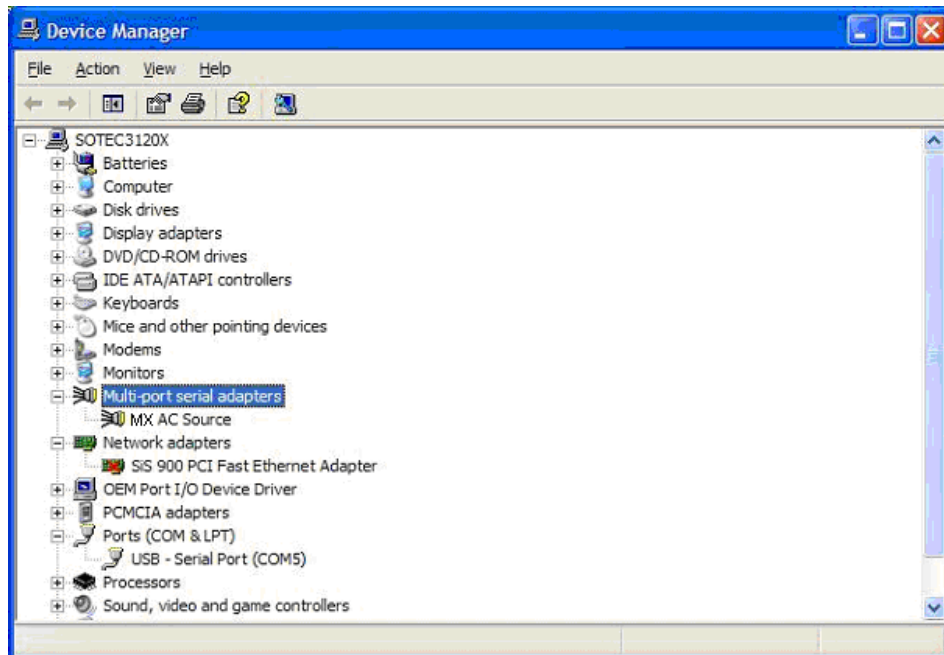 Device Manager
File Action View Help
SOTEC3120X
Batteries
Computer
Disk drives
Display adapters
DVD/CD-ROM drives
IDE ATA/ATAPI controllers
Keyboards
Mice and other pointing devices
Modems
Monitors
Multi-port serial adapters
MX AC Source
Network adapters
SiS 900 PCI Fast Ethernet Adapter
OEM Port I/O Device Driver
PCMCIA adapters
Ports (COM & LPT)
USB - Serial Port (COM5)
Processors
Sound, video and game controllers